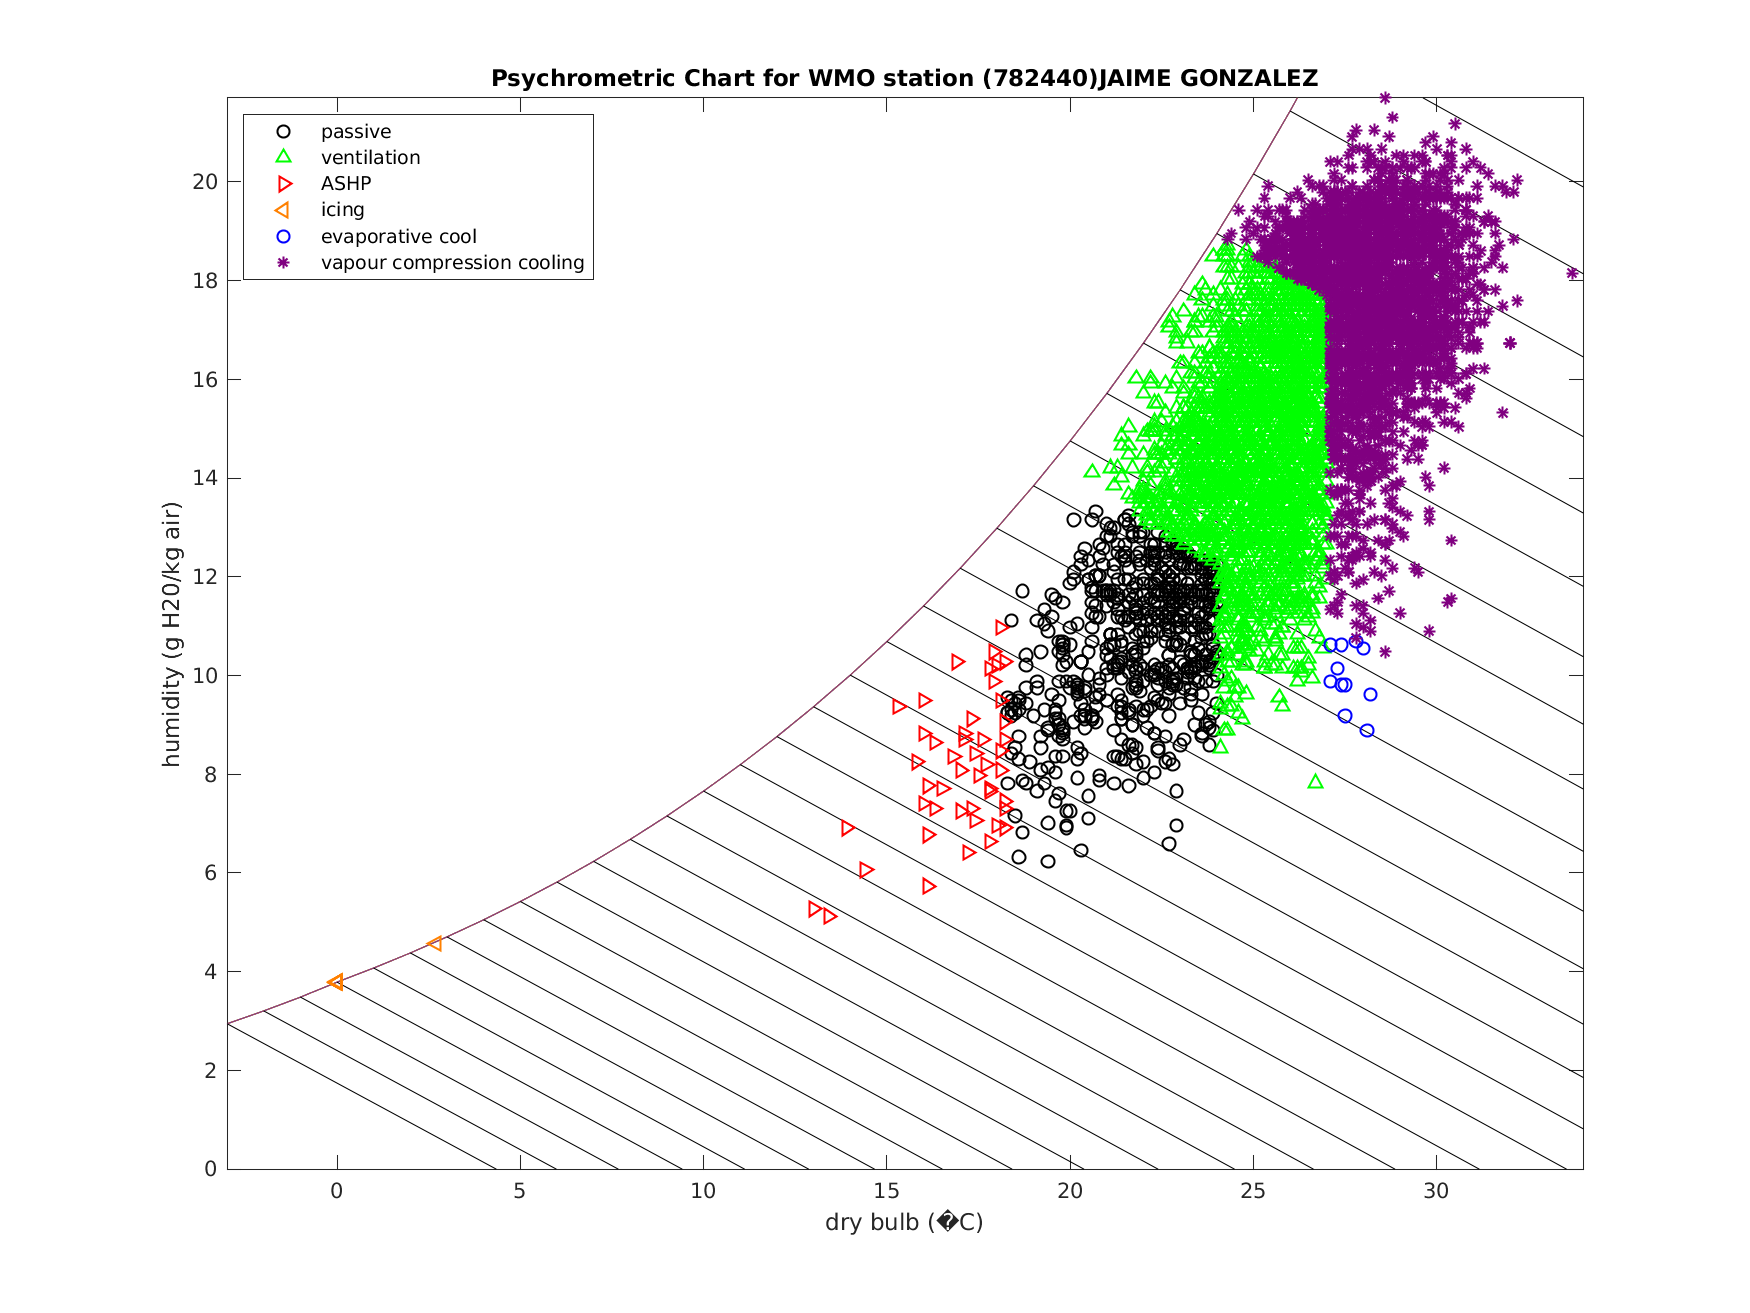 Psychrometric Chart for WMO station (782440)JAIME GONZALEZ
passive
ventilation
ASHP
icing
evaporative cool
vapour compression cooling
humidity (g H20/kg air)
20
18
16
14
12
10
8
6
4
2
0
0 5 10 15 20 25 30
dry bulb (�C)